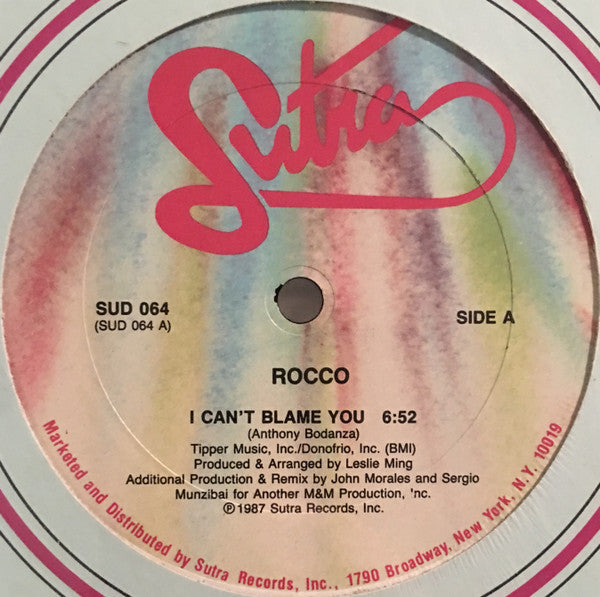 Sutra
SUD 064
(SUD 064 A)
SIDE A
ROCCO
I CAN'T BLAME YOU 6:52
(Anthony Bodanza)
Tipper Music, Inc./Donofrio, Inc. (BMI)
Produced & Arranged by Leslie Ming
Additional Production & Remix by John Morales and Sergio
Munzibai for Another M&M Production, 'nc.
℗1987 Sutra Records, Inc.
Marketed and Distributed by Sutra Records, Inc., 1790 Broadway, New York, N.Y. 10019